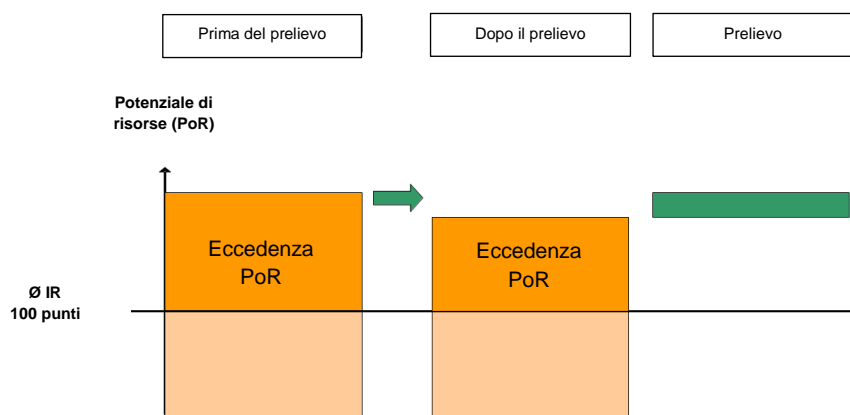 Prima del prelievo
Dopo il prelievo
Prelievo
Potenziale di
risorse (PoR)
Eccedenza
PoR
Eccedenza
PoR
Ø IR
100 punti